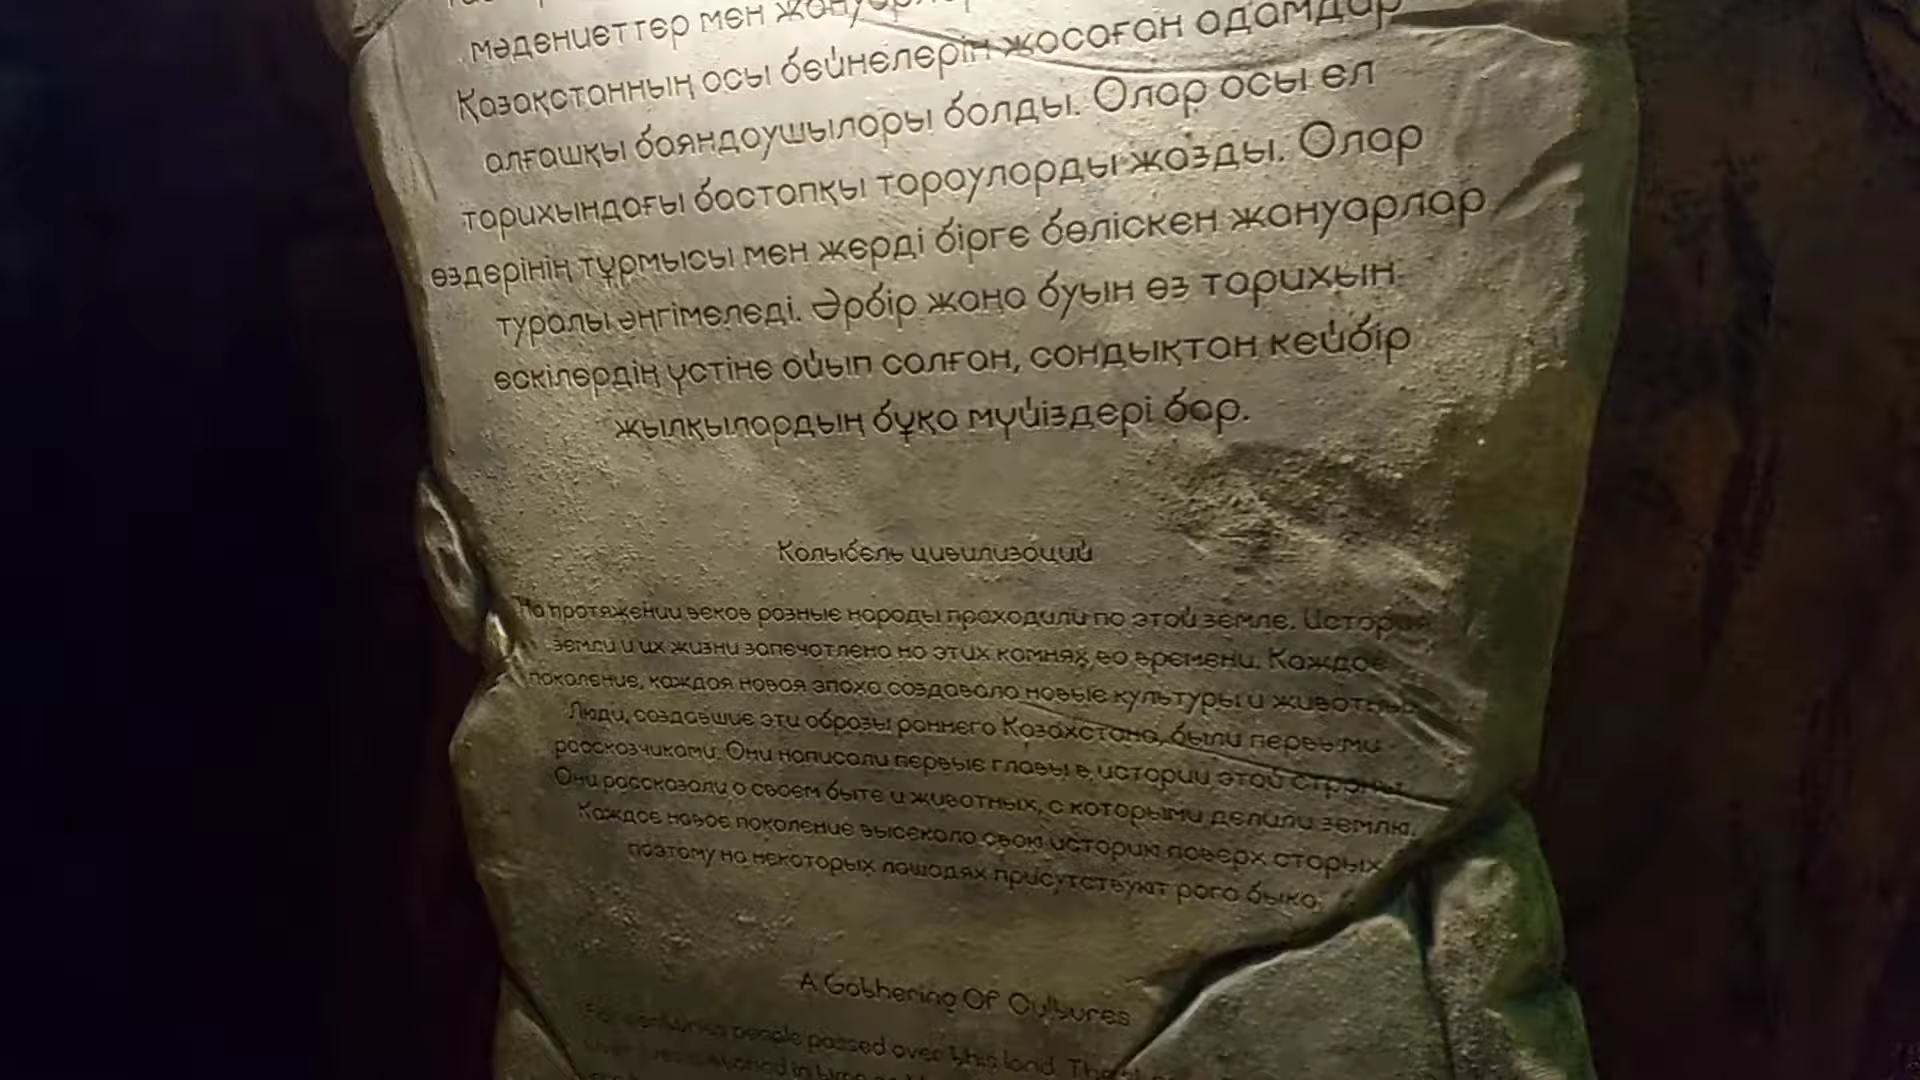 мәдениеттер мен
Қазақстанның осы бейнелерін жасаған адамдар
алғашқы баяндаушылары болды. Олар осы ел
тарихындағы бастапқы тарауларды жазды. Олар
өздерінің тұрмысы мен жерді бірге бөліскен жануарлар
туралы әңгімеледі. Әрбір жаңа буын өз тарихын
ескілердің үстіне ойып салған, сондықтан кейбір
жылқылардың бұқа мүйіздері бар.
Колыбель цивилизаций
На протяжении веков разные народы проходили по этой земле. История
земли и их жизни запечатлена на этих камнях во времени. Каждое
поколение, каждая новая эпоха создавала новые культуры и
Люди, создавшие эти образы раннего Казахстана, были первыми
рассказчиками. Они написали первые главы в истории этой страны.
Они рассказали о своем быте и животных, с которыми делили землю.
Каждое новое поколение высекало свою историю поверх старых,
поэтому на некоторых лошадях присутствуют рога быка.
A Gathering Of Cultures
people passed over this land.